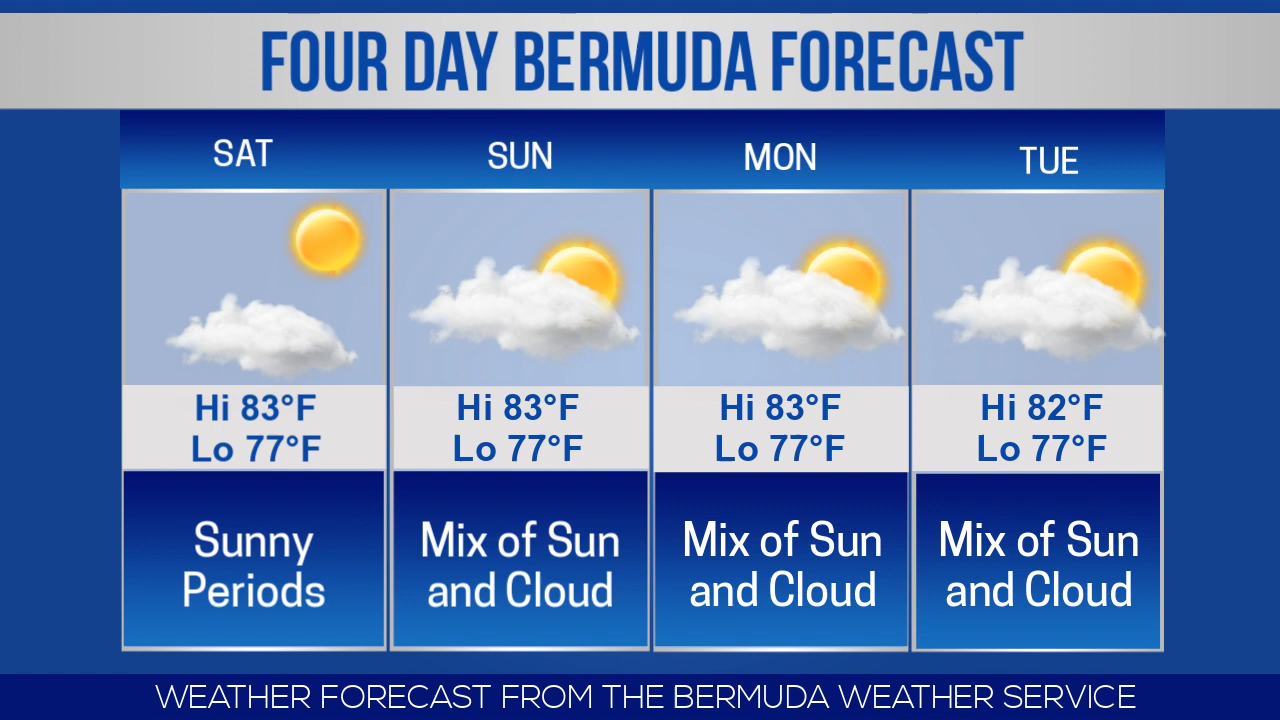 FOUR DAY BERMUDA FORECAST
SAT
SUN
MON
TUE
Hi 83°F
Lo 77°F
Hi 83°F
Lo 77°F
Hi 83°F
Lo 77°F
Hi 82°F
Lo 77°F
Sunny
Periods
Mix of Sun
and Cloud
Mix of Sun
and Cloud
Mix of Sun
and Cloud
WEATHER FORECAST FROM THE BERMUDA WEATHER SERVICE